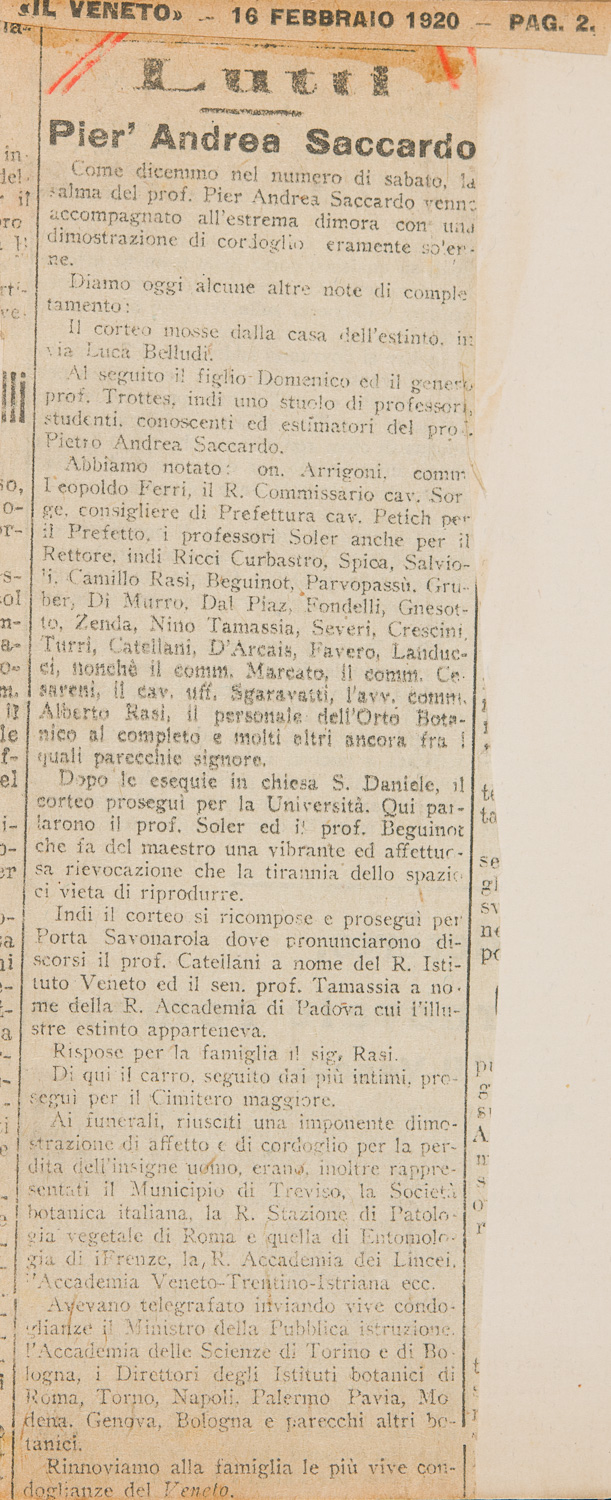 «IL VENETO» — 16 FEBBRAIO 1920 — PAG. 2.
Lutti
Pier' Andrea Saccardo
Come dicemmo nel numero di sabato, la
salma del prof. Pier Andrea Saccardo venne
accompagnato all'estrema dimora con una
dimostrazione di cordoglio eramente solen-
ne.
Diamo oggi alcune altre note di comple
tamento:
Il corteo mosse dalla casa dell'estinto, in
via Luca Belludi.
Al seguito il figlio Domenico ed il genero
prof. Trottes, indi uno stuolo di professori,
studenti, conoscenti ed estimatori del prof.
Pietro Andrea Saccardo.
Abbiamo notato: on. Arrigoni, comm
Leopoldo Ferri, il R. Commissario cav. Sor
ge, consigliere di Prefettura cav. Petich per
il Prefetto, i professori Soler anche per il
Rettore, indi Ricci Curbastro, Spica, Salvio-
li, Camillo Rasi, Beguinot, Parvopassù, Gru-
ber, Di Murro, Dal Piaz, Fondelli, Gnesot-
to, Zenda, Nino Tamassia, Severi, Crescini,
Turri, Catellani, D'Arcais, Favero, Landuc-
ci, nonchè il comm. Marcato, il comm. Ce-
sareni, il cav. uff. Sgaravatti, l'avv. comm.
Alberto Rasi, il personale dell'Orto Bota-
nico al completo e molti altri ancora fra i
quali parecchie signore.
Dopo le esequie in chiesa S. Daniele, il
corteo proseguì per la Università. Qui par-
larono il prof. Soler ed il prof. Beguinot
che fa del maestro una vibrante ed affettuo-
sa rievocazione che la tirannia dello spazio
ci vieta di riprodurre.
Indi il corteo si ricompose e proseguì per
Porta Savonarola dove pronunciarono di-
scorsi il prof. Catellani a nome del R. Isti-
tuto Veneto ed il sen. prof. Tamassia a no-
me della R. Accademia di Padova cui l'illu-
stre estinto apparteneva.
Rispose per la famiglia il sig. Rasi.
Di qui il carro, seguito dai più intimi, pro-
seguì per il Cimitero maggiore.
Ai funerali, riusciti una imponente dimo-
strazione di affetto e di cordoglio per la per-
dita dell'insigne uomo, erano, inoltre rappre-
sentati il Municipio di Treviso, la Società
botanica italiana, la R. Stazione di Patolo-
gia vegetale di Roma e quella di Entomolo-
gia di iFrenze, la R. Accademia dei Lincei,
l'Accademia Veneto-Trentino-Istriana ecc.
Avevano telegrafato inviando vive condo-
glianze il Ministro della Pubblica istruzione,
l'Accademia delle Scienze di Torino e di Bo-
logna, i Direttori degli Istituti botanici di
Roma, Torno, Napoli, Palermo Pavia, Mo
dena, Genova, Bologna e parecchi altri bo-
tanici.
Rinnoviamo alla famiglia le più vive con-
doglianze del Veneto.